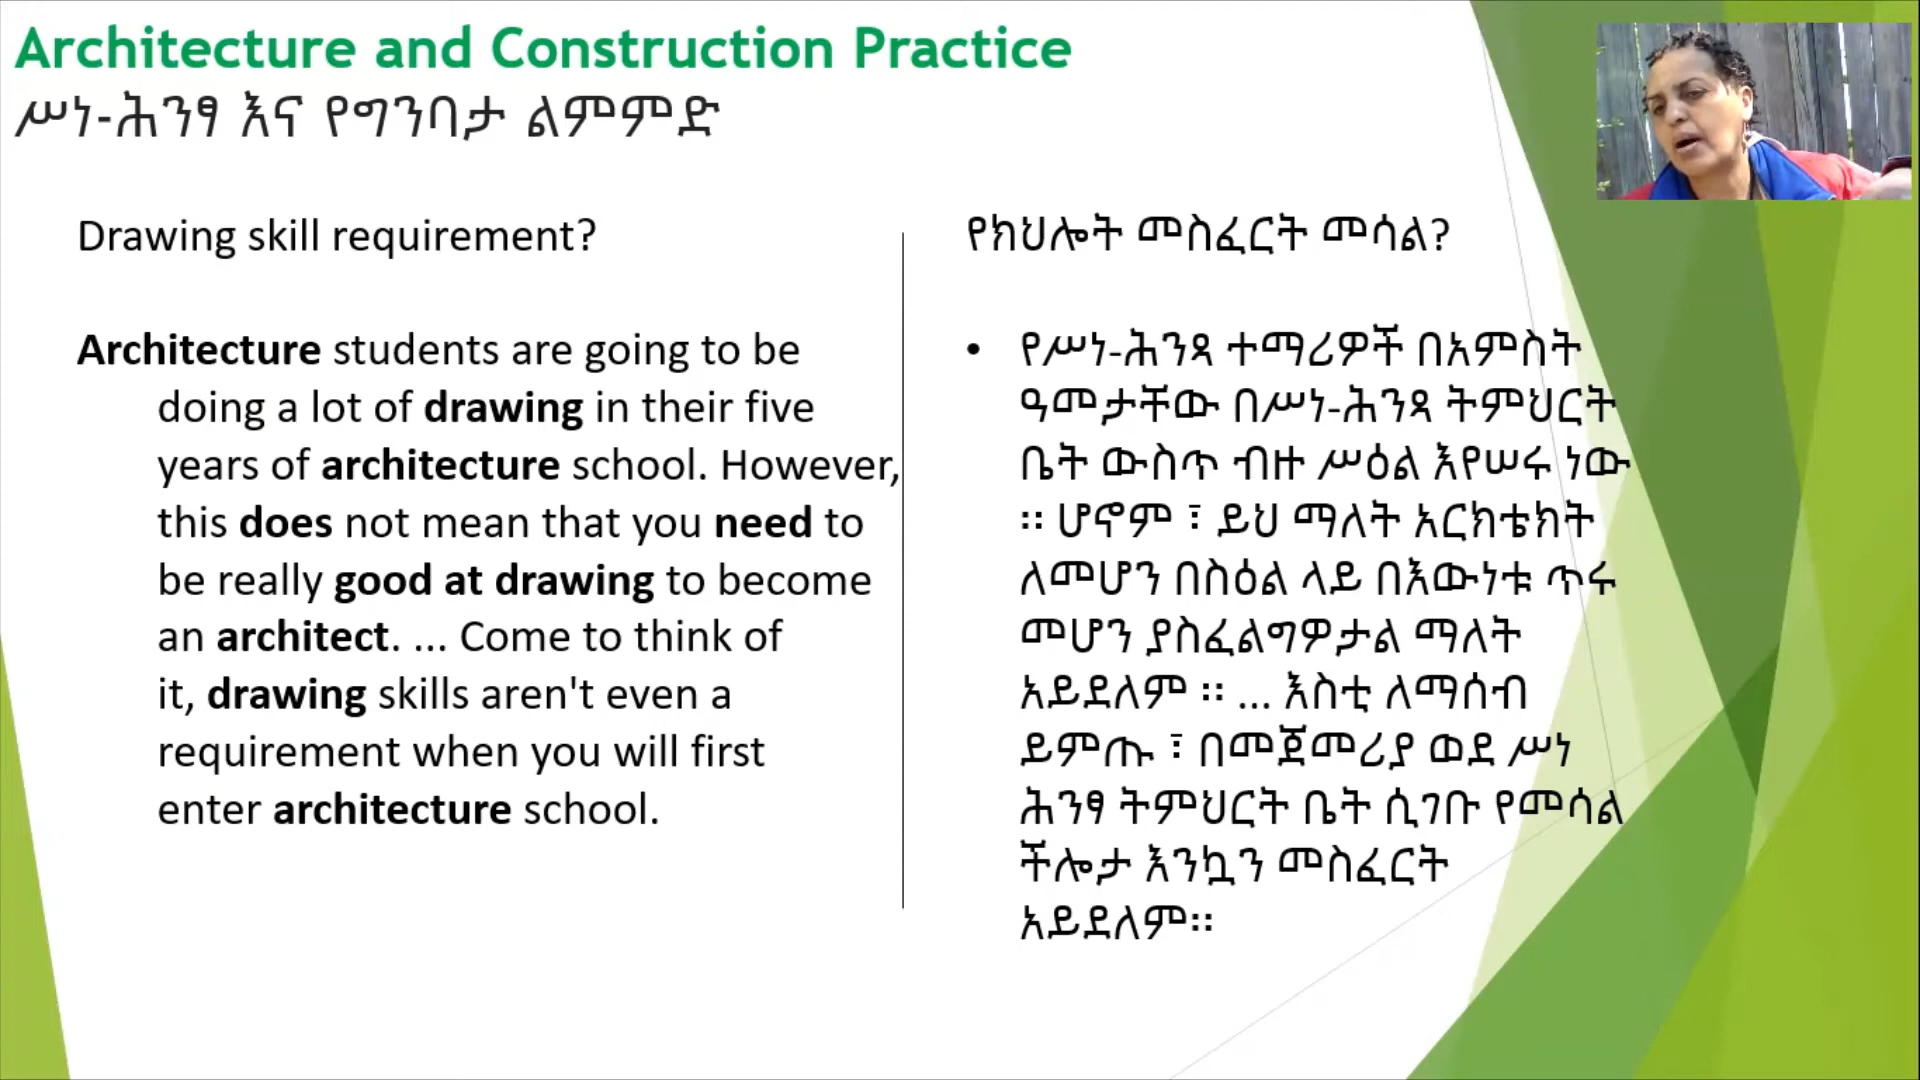 Architecture and Construction Practice
ሥነ-ሕንፃ እና የግንባታ ልምምድ
Drawing skill requirement?
Architecture students are going to be
doing a lot of drawing in their five
years of architecture school. However,
this does not mean that you need to
be really good at drawing to become
an architect. ... Come to think of
it, drawing skills aren't even a
requirement when you will first
enter architecture school.
የክህሎት መስፈርት መሳል?
• የሥነ-ሕንጻ ተማሪዎች በአምስት
ዓመታቸው በሥነ-ሕንጻ ትምህርት
ቤት ውስጥ ብዙ ሥዕል እየሠሩ ነው
፡፡ ሆኖም ፣ ይህ ማለት አርክቴክት
ለመሆን በስዕል ላይ በእውነቱ ጥሩ
መሆን ያስፈልግዎታል ማለት
አይደለም ፡፡ ... እስቲ ለማሰብ
ይምጡ ፣ በመጀመሪያ ወደ ሥነ
ሕንፃ ትምህርት ቤት ሲገቡ የመሳል
ችሎታ እንኳን መስፈርት
አይደለም፡፡